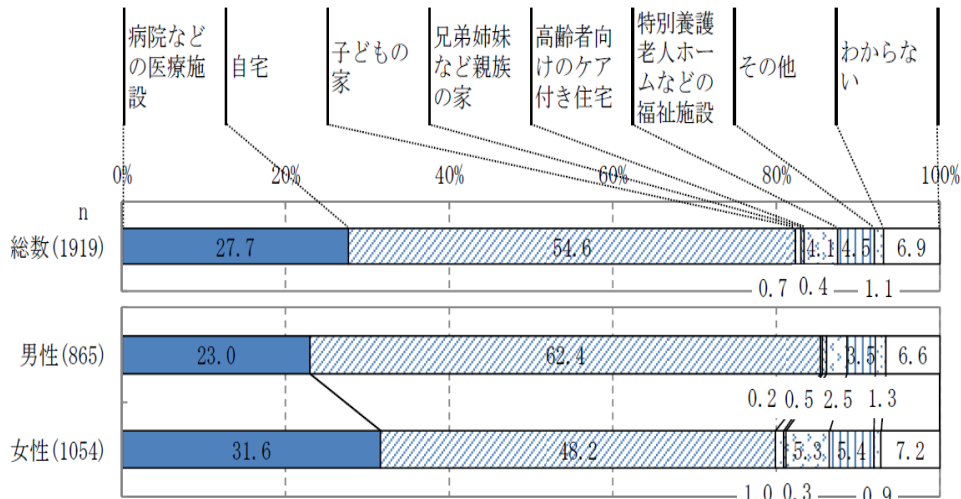 病院など
の医療施
設
自宅
子どもの
家
兄弟姉妹
など親族
の家
高齢者向
けのケア
付き住宅
特別養護
老人ホー
ムなどの
福祉施設
その他
わからな
い
0% 20% 40% 60% 80% 100%
n
総数(1919) 27.7 54.6 4.1 4.5 6.9
0.7 0.4 1.1
男性(865) 23.0 62.4 3.5 6.6
0.2 0.5 2.5 1.3
女性(1054) 31.6 48.2 5.3 5.4 7.2
1.0 0.3 0.9